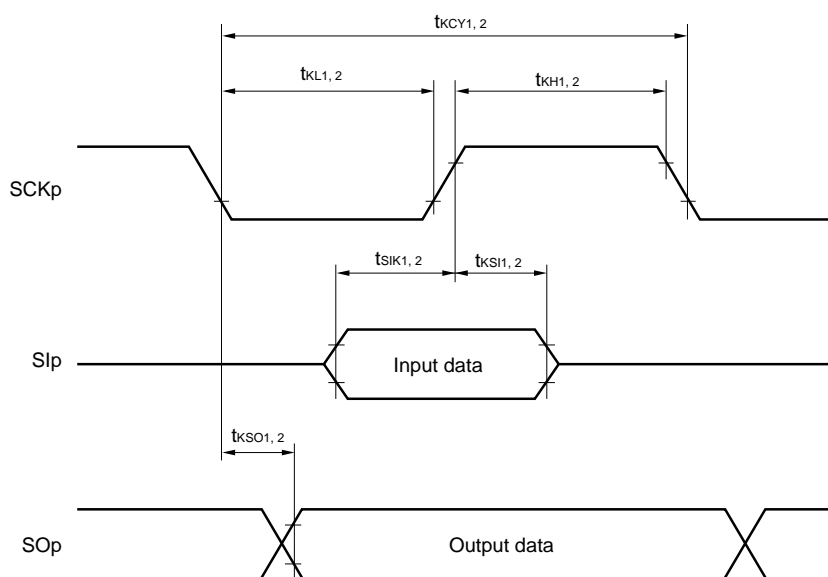 tKCY1, 2
tKL1, 2
tKH1, 2
SCKp
tSIK1, 2
tKSI1, 2
SIp
Input data
tKSO1, 2
SOp
Output data